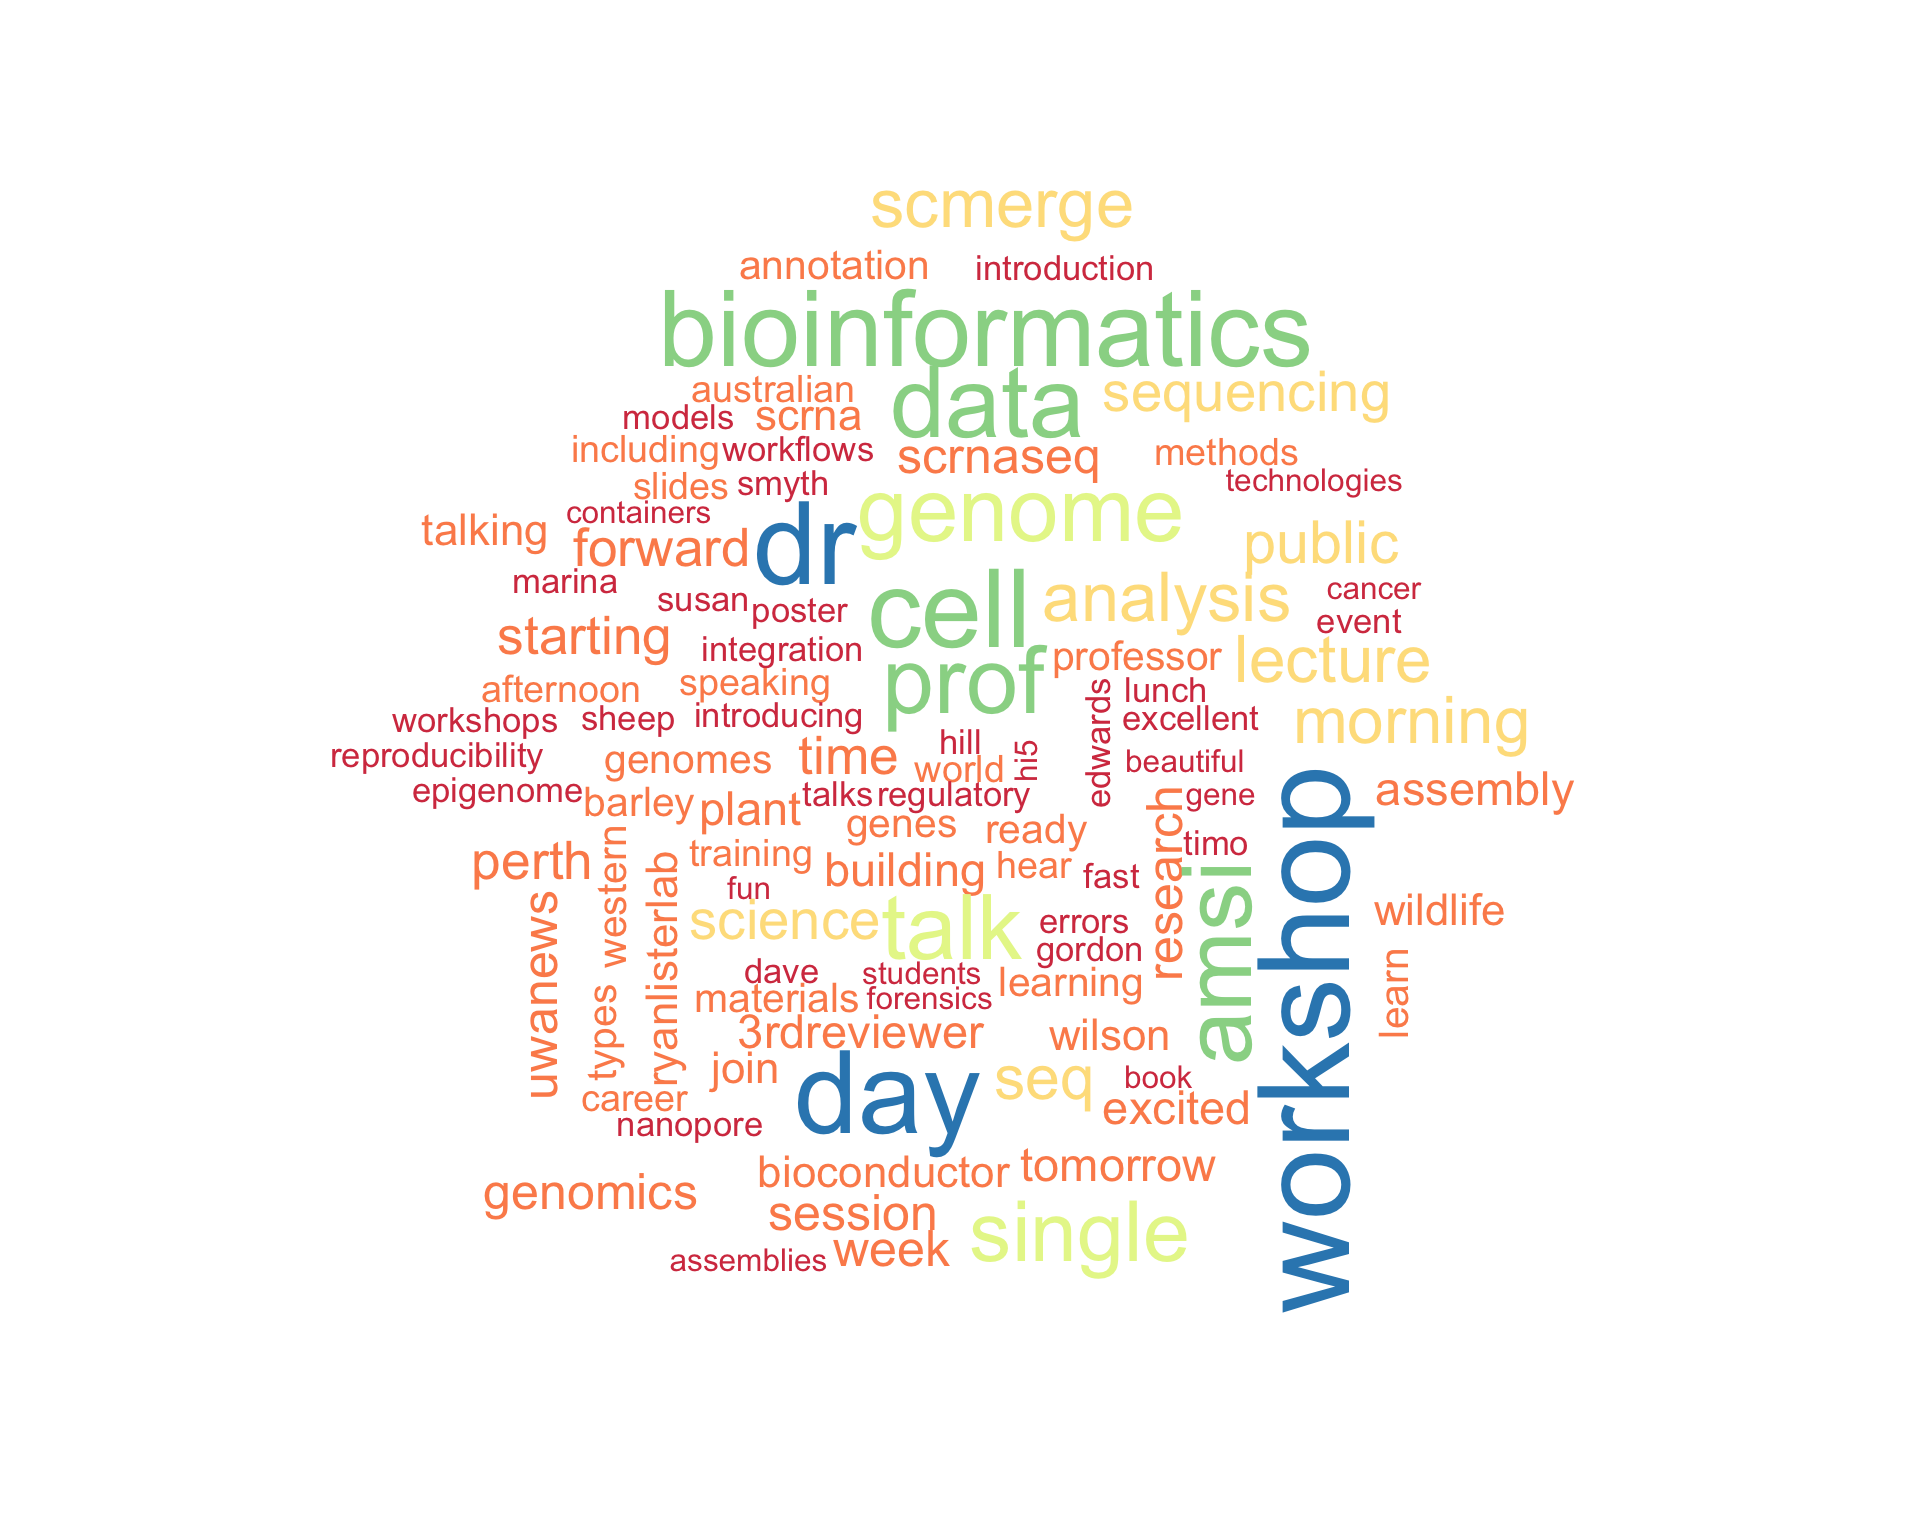 scmerge
annotation
introduction
bioinformatics
australian
data
sequencing
models
scrna
including
workflows
scrnaseq
methods
slides
smyth
technologies
containers
genome
talking
forward
dr
public
marina
susan
poster
cell
analysis
cancer
event
starting
integration
prof
professor
lecture
afternoon
speaking
edwards
lunch
workshops
sheep
introducing
excellent
morning
reproducibility
genomes
time
hill
world
hi5
beautiful
epigenome
barley
plant
talks
regulatory
research
gene
workshop
assembly
genes
ready
timo
perth
western
training
building
hear
fast
amsi
uwanews
ryanlisterlab
fun
science
talk
errors
gordon
wildlife
types
dave
students
learning
learn
materials
forensics
3rdreviewer
wilson
join
day
seq
book
career
excited
nanopore
bioconductor
tomorrow
genomics
session
single
week
assemblies